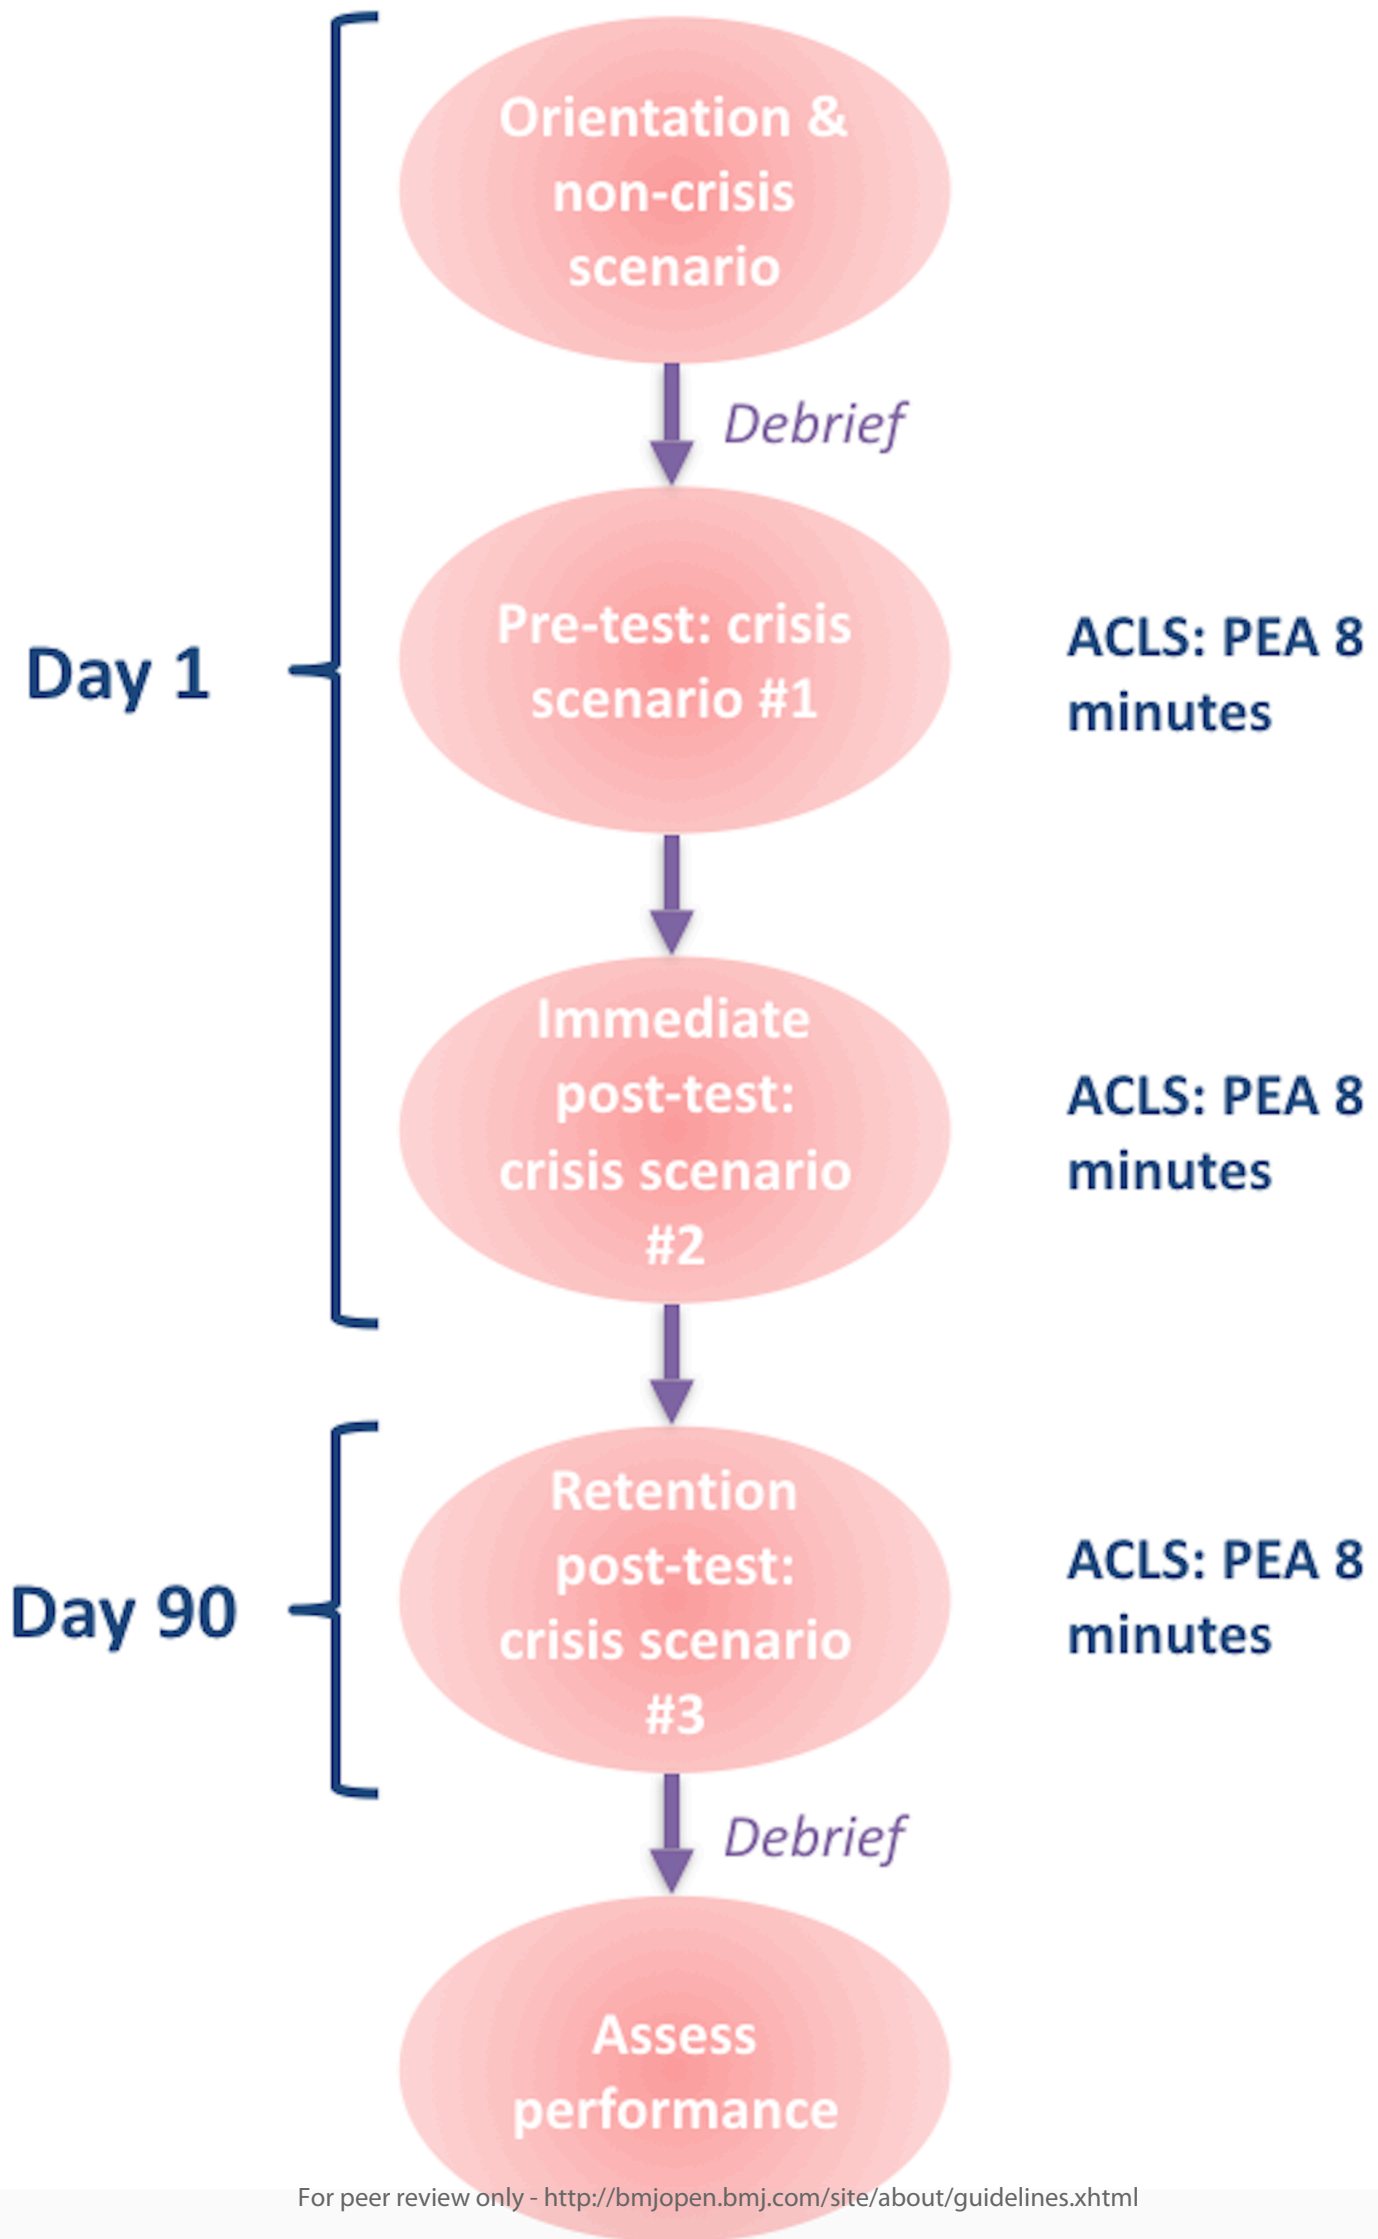 Orientation &
non-crisis
scenario
Debrief
Day 1
Pre-test: crisis
scenario #1
ACLS: PEA 8
minutes
Immediate
post-test:
crisis scenario
#2
ACLS: PEA 8
minutes
Day 90
Retention
post-test:
crisis scenario
#3
ACLS: PEA 8
minutes
Debrief
Assess
performance
For peer review only - http://bmjopen.bmj.com/site/about/guidelines.xhtml